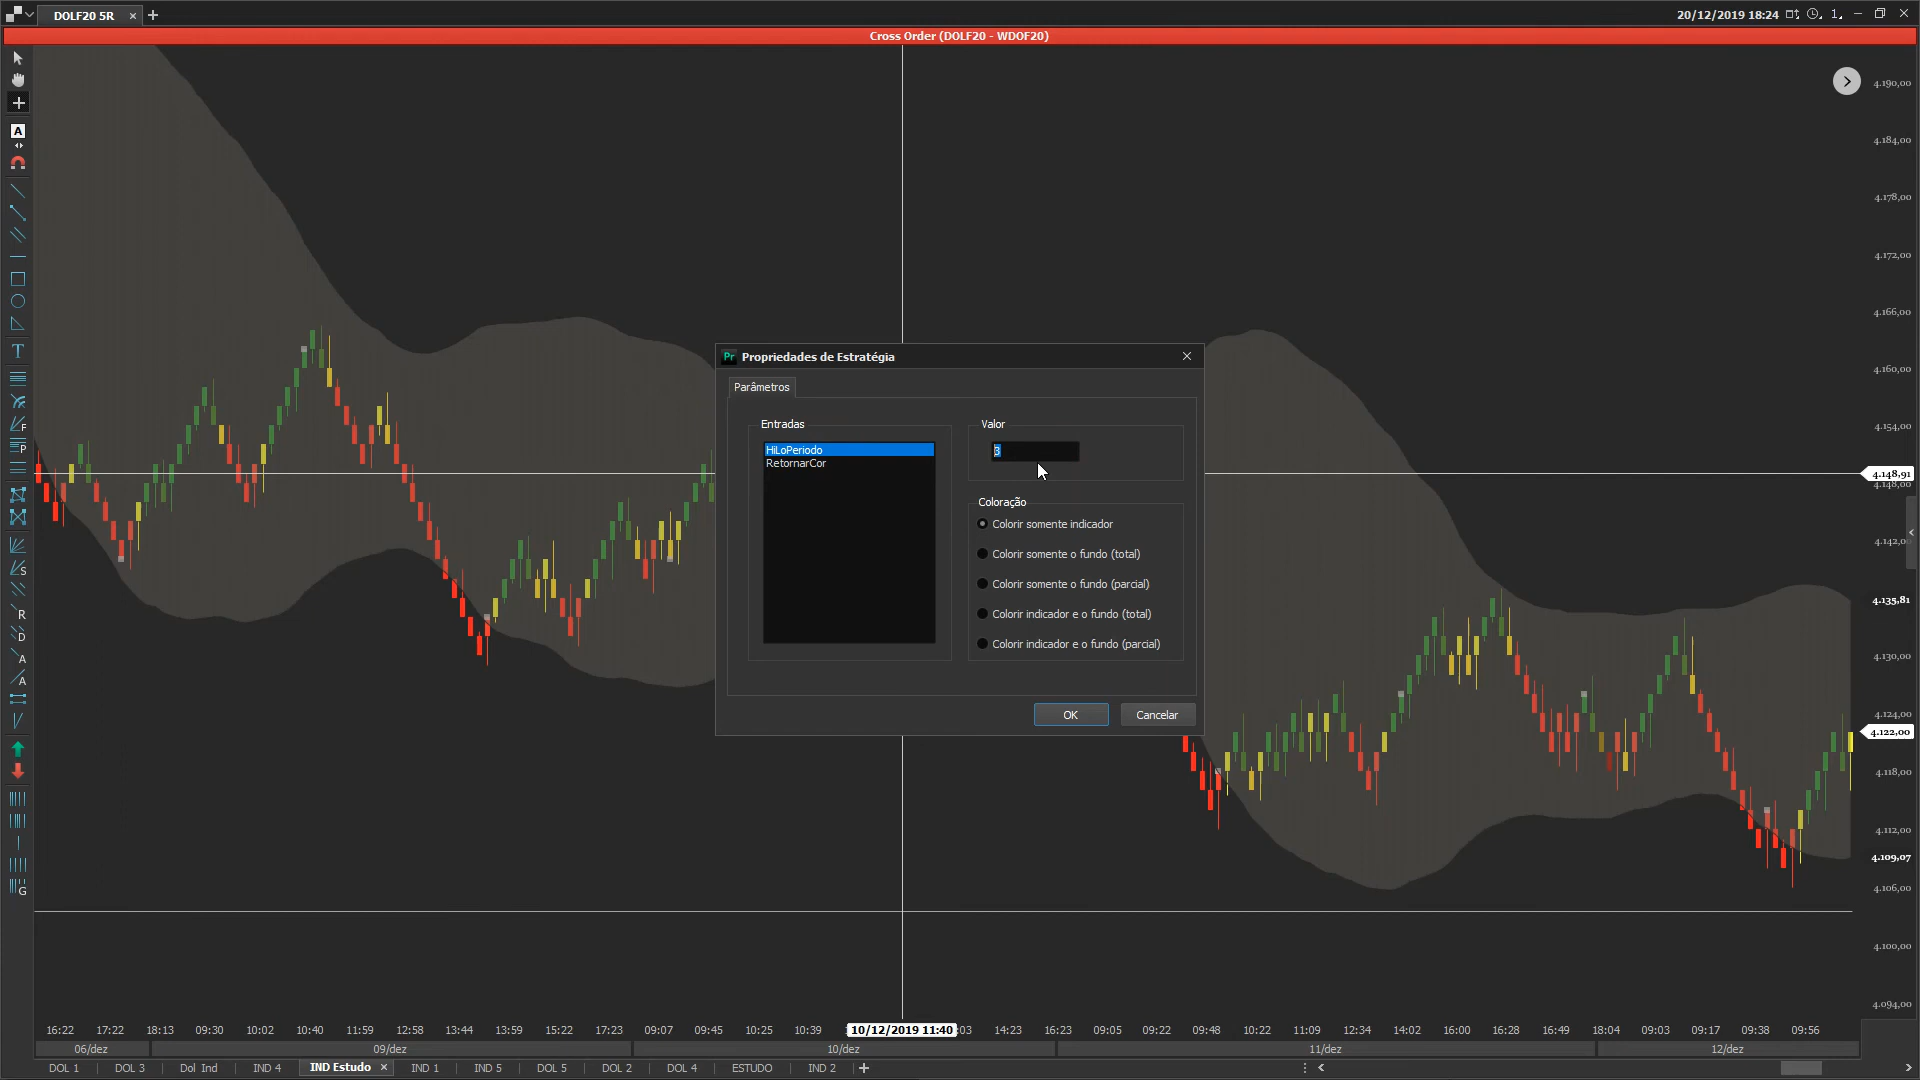 DOLF20 5R
20/12/2019 18:24
1
Cross Order (DOLF20 - WDOF20)
4.190,00
4.184,00
4.178,00
4.172,00
4.166,00
4.160,00
4.154,00
4.148,91
4.148,00
4.142,00
4.135,81
4.130,00
4.124,00
4.122,00
4.118,00
4.112,00
4.109,07
4.106,00
4.100,00
4.094,00
A
T
F
P
S
R
D
A
A
G
Pr Propriedades de Estratégia
Parâmetros
Entradas
HiLoPeriodo
RetornarCor
Valor
3
Coloração
Colorir somente indicador
Colorir somente o fundo (total)
Colorir somente o fundo (parcial)
Colorir indicador e o fundo (total)
Colorir indicador e o fundo (parcial)
OK Cancelar
16:22 17:22 18:13 09:30 10:02 10:40 11:59 12:58 13:44 13:59 15:22 17:23 09:07 09:45 10:25 10:39 10/12/2019 11:40 :03 14:23 16:23 09:05 09:22 09:48 10:22 11:09 12:34 14:02 16:00 16:28 16:49 18:04 09:03 09:17 09:38 09:56
06/dez 09/dez 10/dez 11/dez 12/dez
DOL 1 DOL 3 Dol Ind IND 4 IND Estudo IND 1 IND 5 DOL 5 DOL 2 DOL 4 ESTUDO IND 2